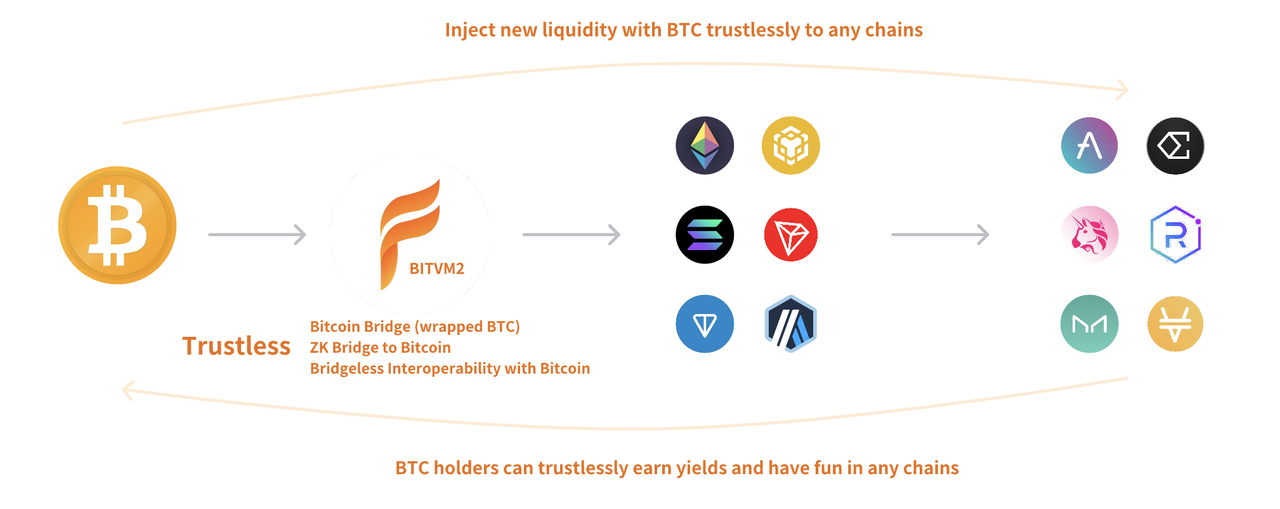 Inject new liquidity with BTC trustlessly to any chains
BITVM2
Trustless
Bitcoin Bridge (wrapped BTC)
ZK Bridge to Bitcoin
Bridgeless Interoperability with Bitcoin
BTC holders can trustlessly earn yields and have fun in any chains